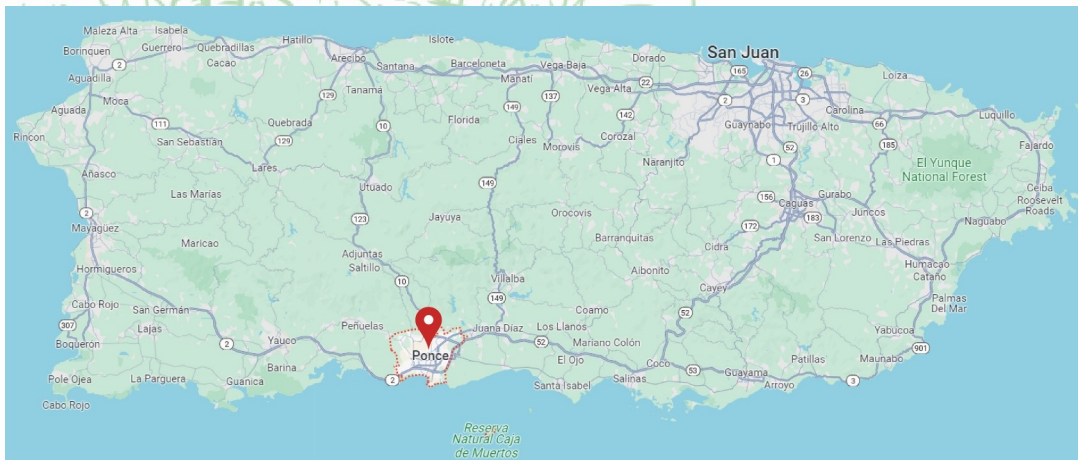 Maleza Alta
Isabela
Hatillo
Islote
San Juan
Borinquen
Guerrero
Quebradillas
Cacao
2
Arecibo
Santana
Barceloneta
Vega Baja
Dorado
165
26
Loiza
Aguadilla
Manatí
22
Vega Alta
2
3
Moca
129
Tanama
149
137
142
Carolina
Luquillo
Aguada
111
Quebrada
10
Florida
Ciales
Corozal
Guaynabo
Trujillo Alto
66
Rincon
San Sebastián
129
Morovis
52
185
Fajardo
Lares
Naranjito
1
El Yunque
National Forest
Añasco
Utuado
149
156
Gurabo
Ceiba
Las Marías
Caguas
Roosevelt
Roads
2
123
Jayuya
Orocovis
183
Juncos
Naguabo
Mayagüez
172
Maricao
Barranquitas
Cidra
San Lorenzo
Las Piedras
Adjuntas
Saltillo
Humacao
Hormigueros
10
Villalba
Aibonito
Cataño
Cayey
Cabo Rojo
149
Palmas
Del Mar
San Germán
Coamo
307
Lajas
Peñuelas
Juana Díaz
Los Llanos
Yabucoa
Boqueron
2
Yauco
52
Mariano Colón
901
Ponce
El Ojo
Coco
Patillas
Maunabo
Barina
53
Guayama
Pole Ojea
La Parguera
Guanica
2
Santa Isabel
Salinas
Arroyo
3
Cabo Rojo
Reserva
Natural Caja
de Muertos